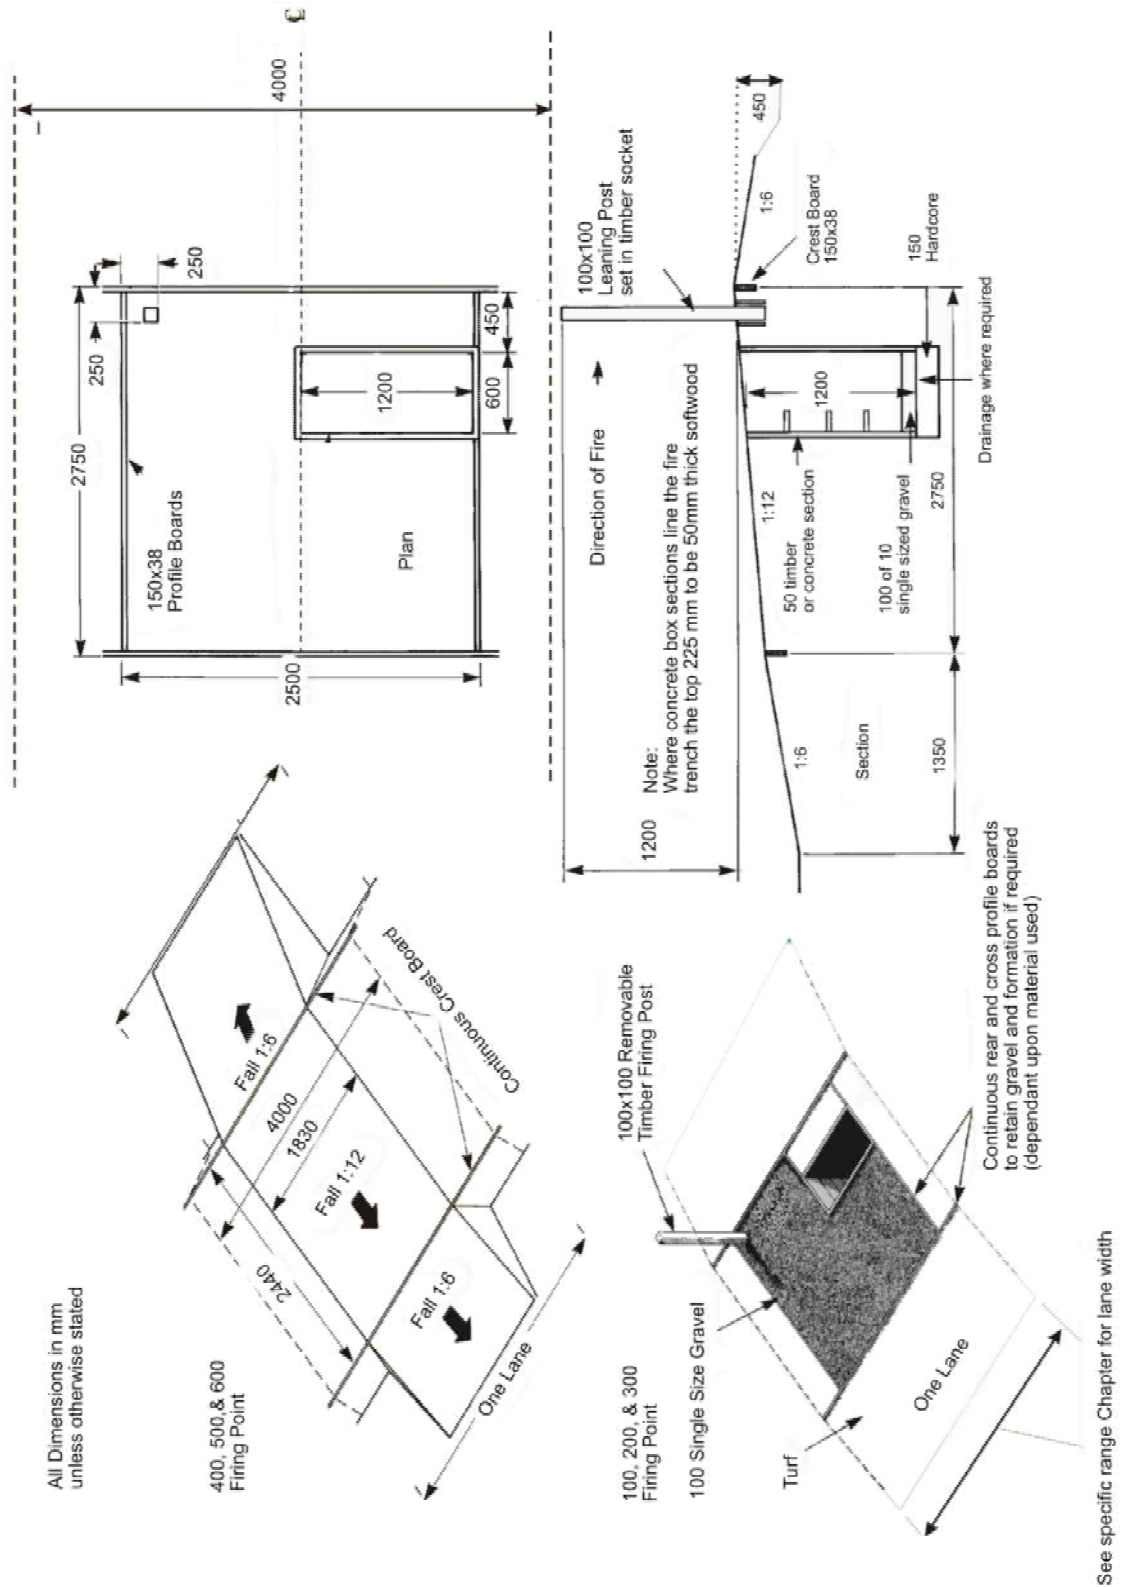 All Dimensions in mm
unless otherwise stated
400, 500,& 600
Firing Point
2440
4000
1830
Fall 1:6
Fall 1:12
Fall 1:6
One Lane
Continuous Crest Board
2750
250
250
150x38
Profile Boards
2500
Plan
1200
600
450
4000
100, 200, & 300
Firing Point
100 Single Size Gravel
Turf
One Lane
100x100 Removable
Timber Firing Post
Continuous rear and cross profile boards
to retain gravel and formation if required
(dependant upon material used)
See specific range Chapter for lane width
1200
Direction of Fire
Note:
Where concrete box sections line the fire
trench the top 225 mm to be 50mm thick softwood
100x100
Leaning Post
set in timber socket
450
1:6
1:12
1:6
Crest Board
150x38
1200
50 timber
or concrete section
100 of 10
single sized gravel
150
Hardcore
Drainage where required
Section
1350
2750